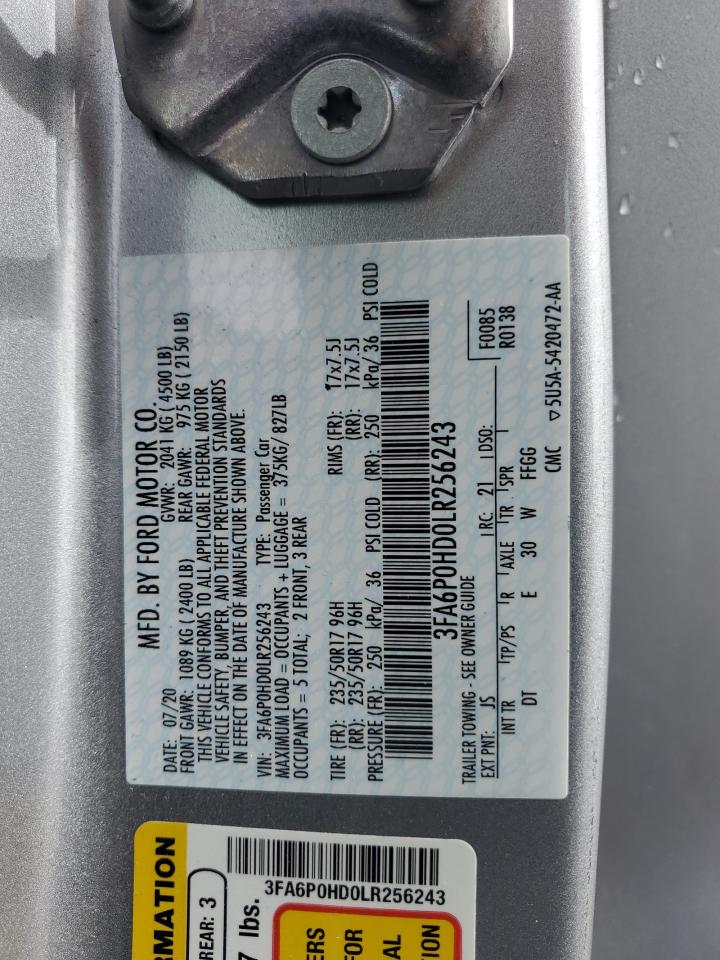 MFD. BY FORD MOTOR CO.
DATE: 07/20 GVWR: 2041 KG ( 4500 LB)
FRONT GAWR: 1089 KG ( 2400 LB) REAR GAWR: 975 KG ( 2150 LB)
THIS VEHICLE CONFORMS TO ALL APPLICABLE FEDERAL MOTOR
VEHICLE SAFETY, BUMPER, AND THEFT PREVENTION STANDARDS
IN EFFECT ON THE DATE OF MANUFACTURE SHOWN ABOVE.
VIN: 3FA6P0HD0LR256243 TYPE: Passenger Car
MAXIMUM LOAD = OCCUPANTS + LUGGAGE = 375KG/ 827LB
OCCUPANTS = 5 TOTAL; 2 FRONT, 3 REAR
TIRE (FR): 235/50R17 96H RIMS (FR): 17x7.5J
(RR): 235/50R17 96H (RR): 17x7.5J
PRESSURE (FR): 250 kPa/ 36 PSI COLD (RR): 250 kPa/ 36 PSI COLD
3FA6P0HD0LR256243
TRAILER TOWING - SEE OWNER GUIDE F0085
EXT PNT: JS RC: 21 DSO: R0138
INT TR TP/PS R AXLE TR SPR
DT E 30 W FFGG
CMC ▽ 5U5A-5420472-AA
3FA6P0HD0LR256243
REAR: 3
7 lbs.